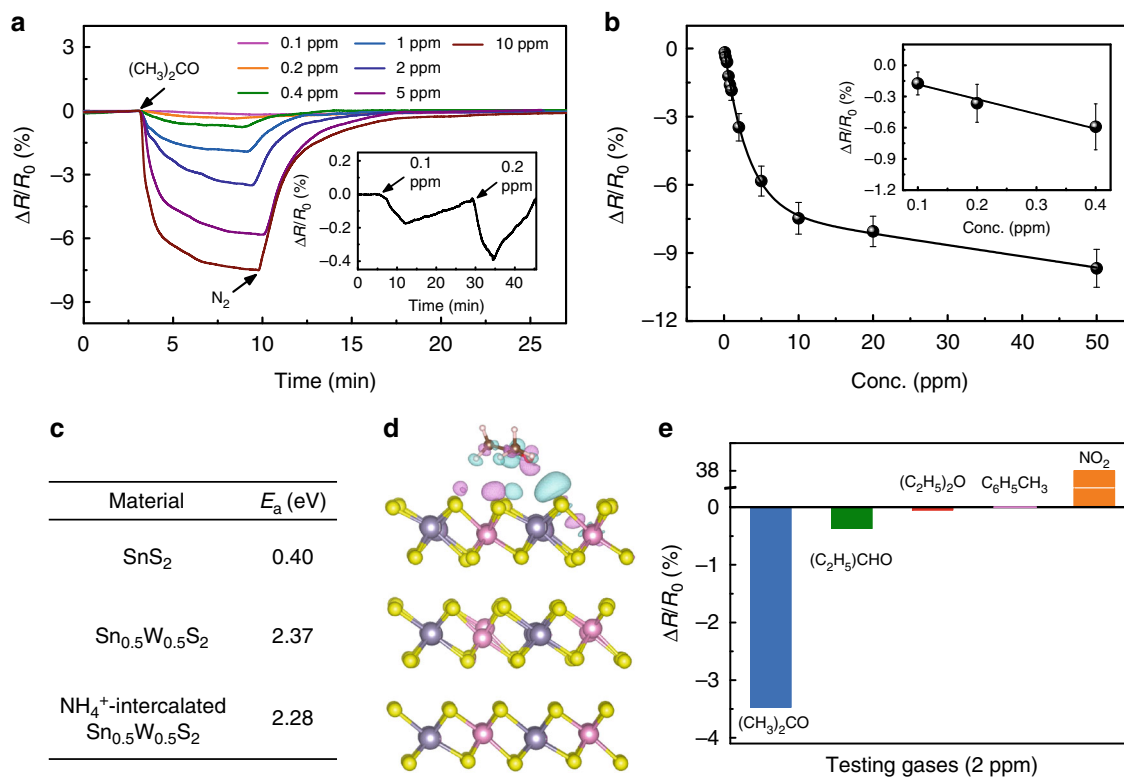 a
3
0
−3
−6
−9
ΔR/R0 (%)
0.1 ppm
1 ppm
10 ppm
0.2 ppm
2 ppm
0.4 ppm
5 ppm
(CH3)2CO
N2
0.2
0.0
−0.2
−0.4
ΔR/R0 (%)
0.1
ppm
0.2
ppm
0 10 20 30 40
Time (min)
0 5 10 15 20 25
Time (min)
b
0
−3
−6
−9
−12
ΔR/R0 (%)
0.0
−0.3
−0.6
−0.9
−1.2
ΔR/R0 (%)
0.1 0.2 0.3 0.4
Conc. (ppm)
0 10 20 30 40 50
Conc. (ppm)
c
Material Ea (eV)
SnS2 0.40
Sn0.5W0.5S2 2.37
NH4+-intercalated
Sn0.5W0.5S2
2.28
d
e
38
0
−1
−2
−3
−4
ΔR/R0 (%)
(CH3)2CO
(C2H5)CHO
(C2H5)2O
C6H5CH3
NO2
Testing gases (2 ppm)